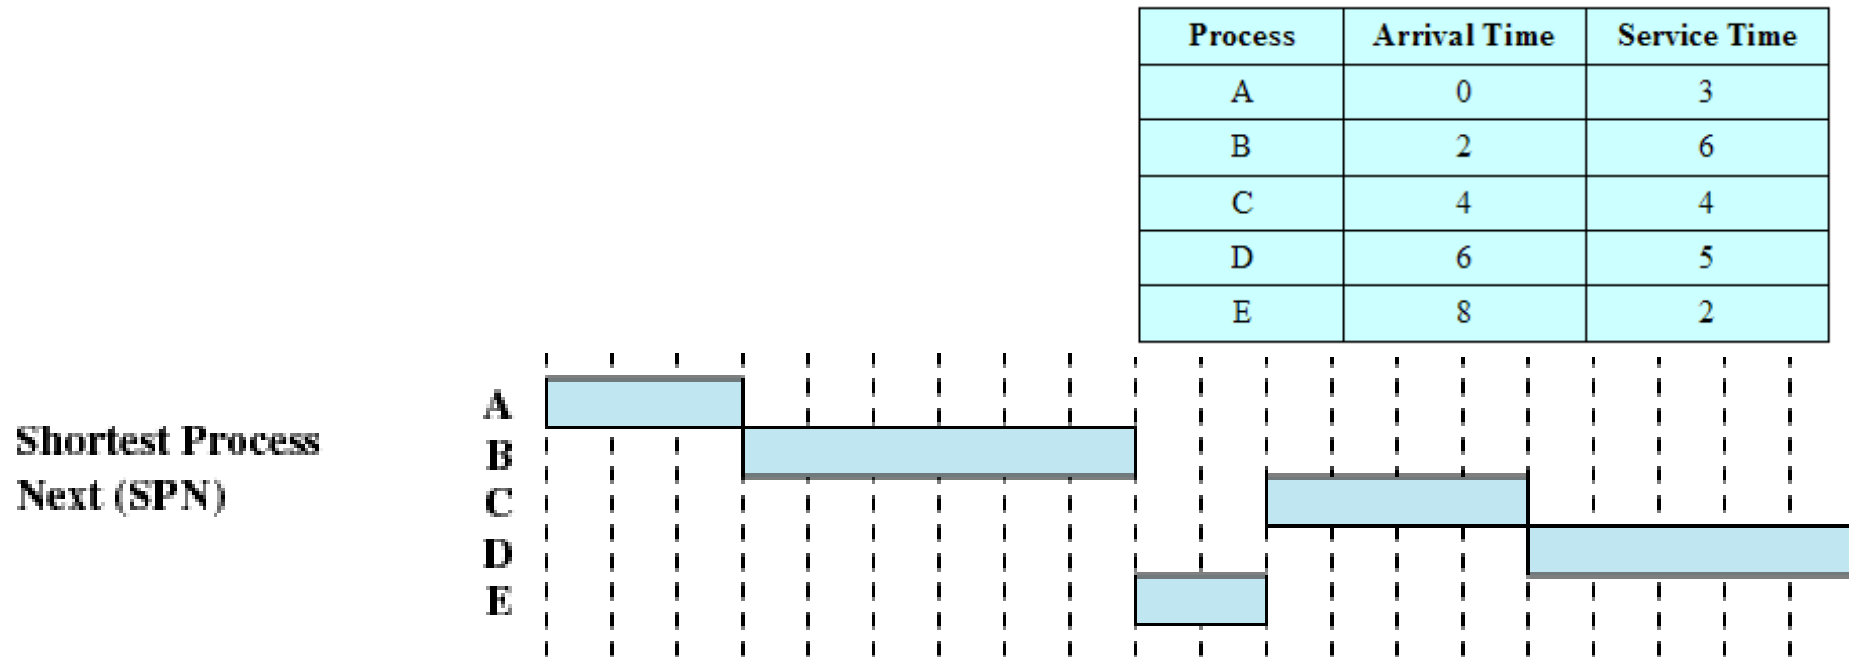 Process Arrival Time Service Time
A 0 3
B 2 6
C 4 4
D 6 5
E 8 2
Shortest Process
Next (SPN)
A
B
C
D
E